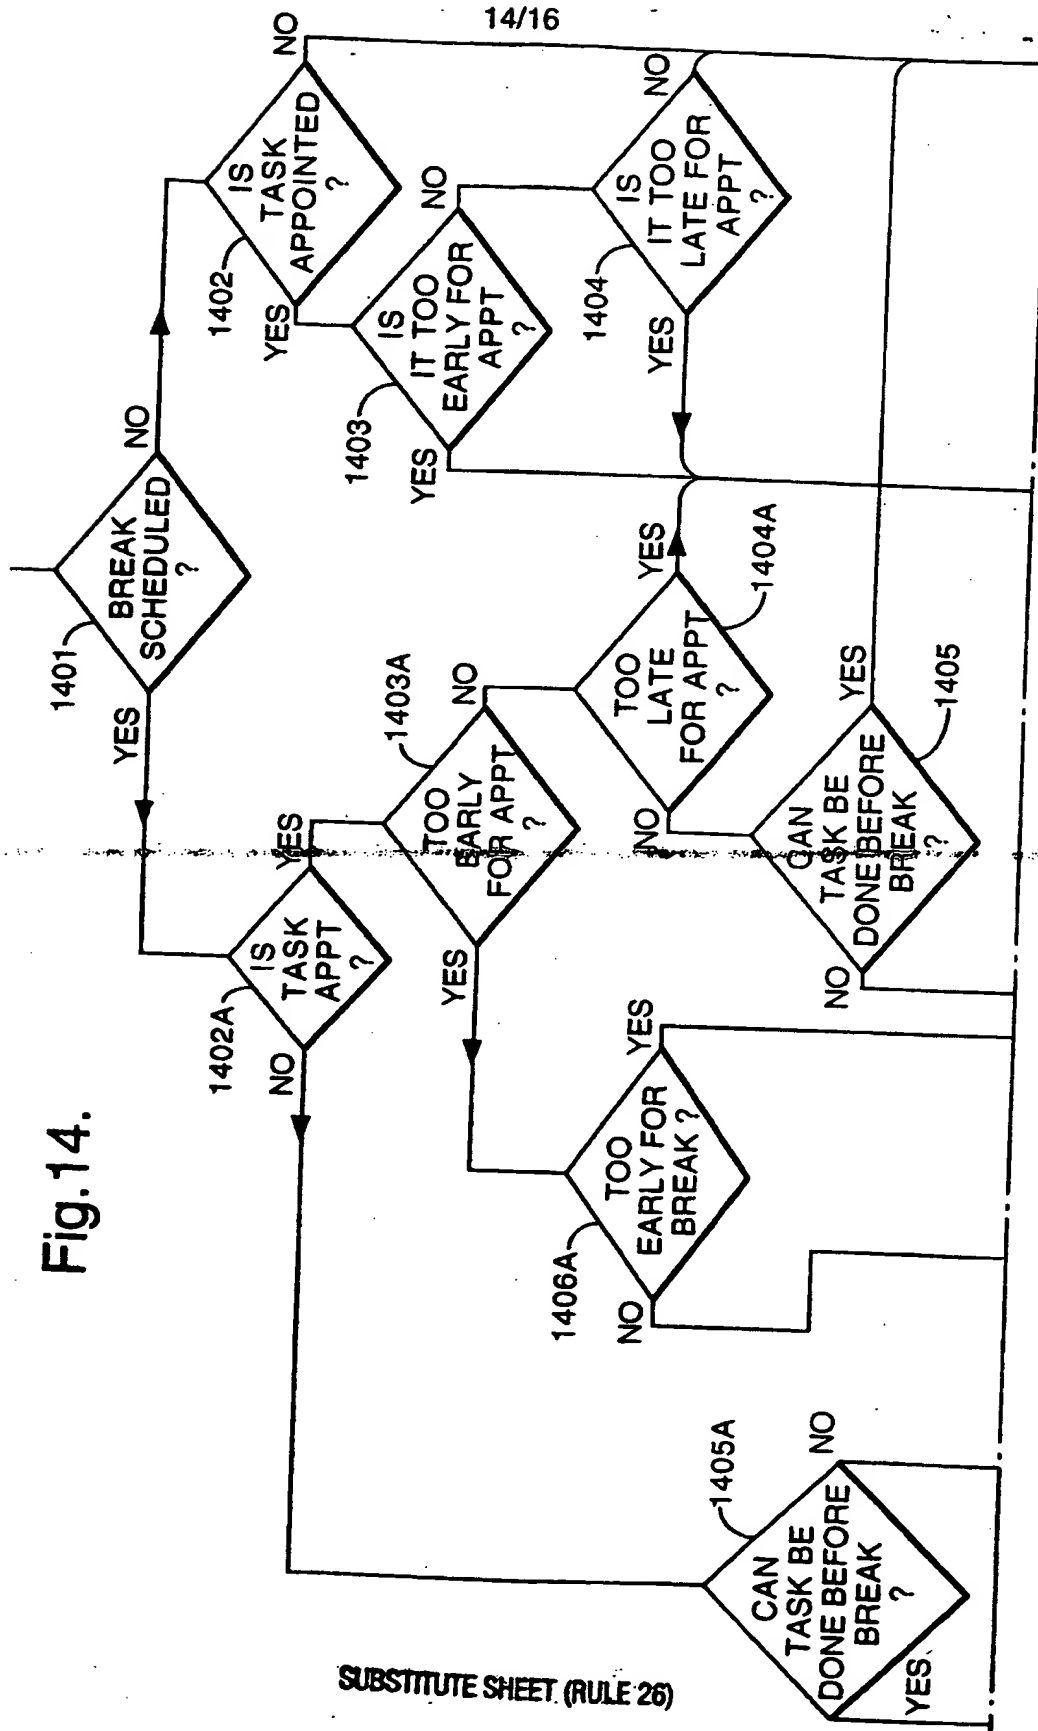 14/16
Fig.14.
1401
BREAK
SCHEDULED
?
YES
NO
1402
IS
TASK
APPOINTED
?
NO
YES
1403
IS
IT TOO
EARLY FOR
APPT
?
NO
YES
1404
IS
IT TOO
LATE FOR
APPT
?
NO
YES
1402A
IS
TASK
APPT
?
YES
NO
1403A
TOO
EARLY
FOR APPT
?
NO
YES
1404A
TOO
LATE
FOR APPT
?
YES
NO
1405
CAN
TASK BE
DONE BEFORE
BREAK
?
YES
NO
1406A
TOO
EARLY FOR
BREAK ?
YES
NO
1405A
CAN
TASK BE
DONE BEFORE
BREAK
?
NO
YES
SUBSTITUTE SHEET (RULE 26)